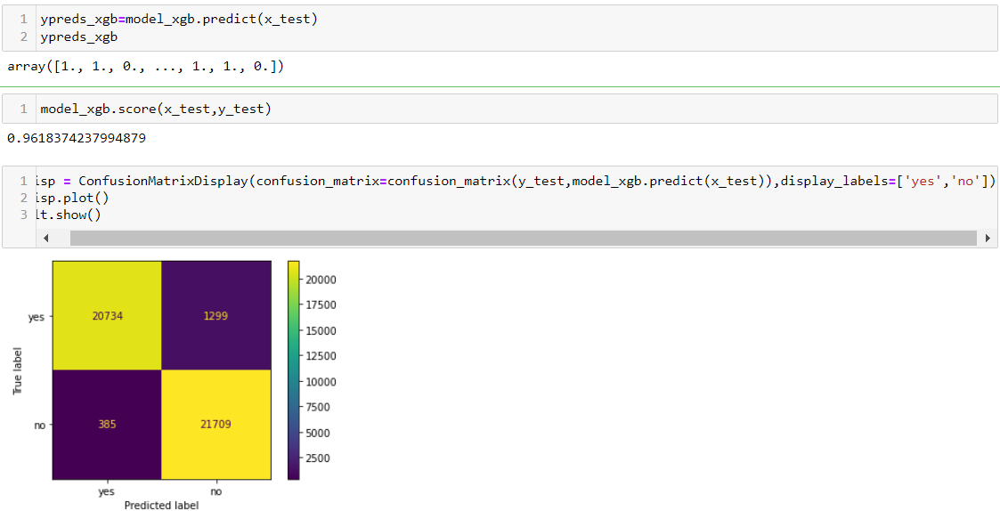 1 ypreds_xgb=model_xgb.predict(x_test)
2 ypreds_xgb
array([1., 1., 0., ..., 1., 1., 0.])
1 model_xgb.score(x_test,y_test)
0.9618374237994879
1 isp = ConfusionMatrixDisplay(confusion_matrix=confusion_matrix(y_test,model_xgb.predict(x_test)),display_labels=['yes','no'])
2 isp.plot()
3 lt.show()
yes
20734
1299
True label
no
385
21709
yes
no
Predicted label
20000
17500
15000
12500
10000
7500
5000
2500